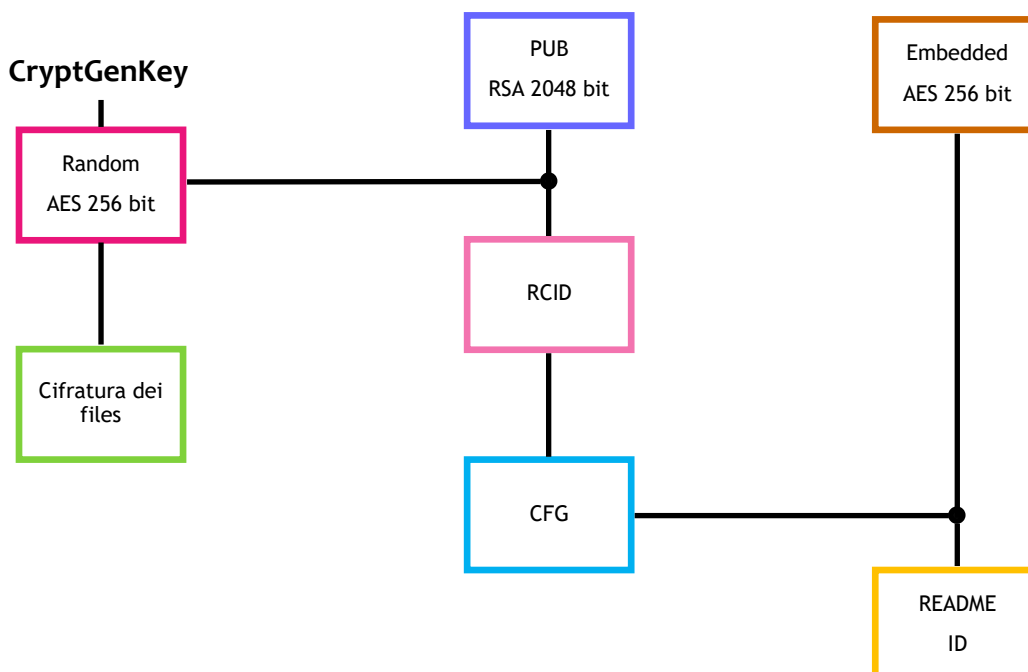 CryptGenKey
PUB
RSA 2048 bit
Embedded
AES 256 bit
Random
AES 256 bit
RCID
Cifratura dei
files
CFG
README
ID